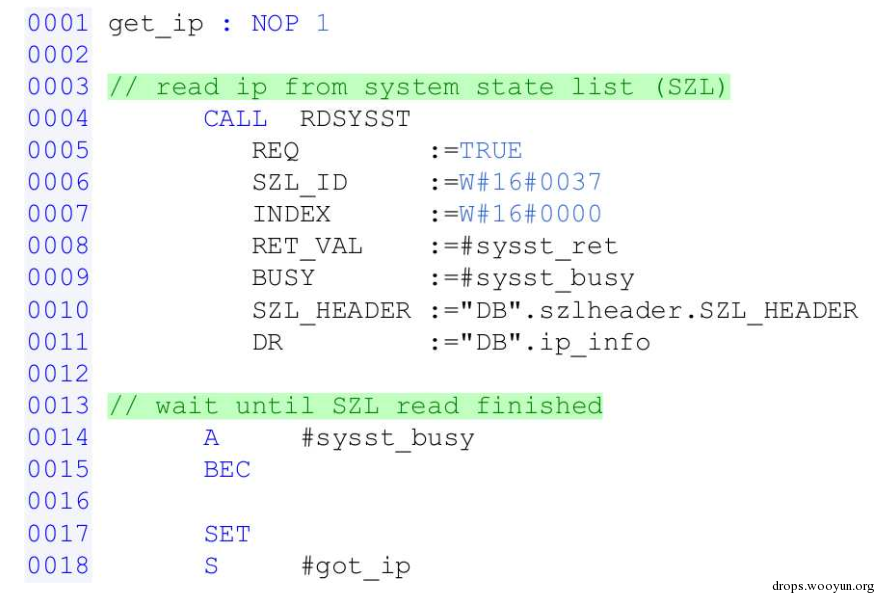 0001 get_ip : NOP 1
0002
0003 // read ip from system state list (SZL)
0004 CALL RDSYSST
0005 REQ :=TRUE
0006 SZL_ID :=W#16#0037
0007 INDEX :=W#16#0000
0008 RET_VAL :=#sysst_ret
0009 BUSY :=#sysst_busy
0010 SZL_HEADER :="DB".szlheader.SZL_HEADER
0011 DR :="DB".ip_info
0012
0013 // wait until SZL read finished
0014 A #sysst_busy
0015 BEC
0016
0017 SET
0018 S #got_ip
drops.wooyun.org